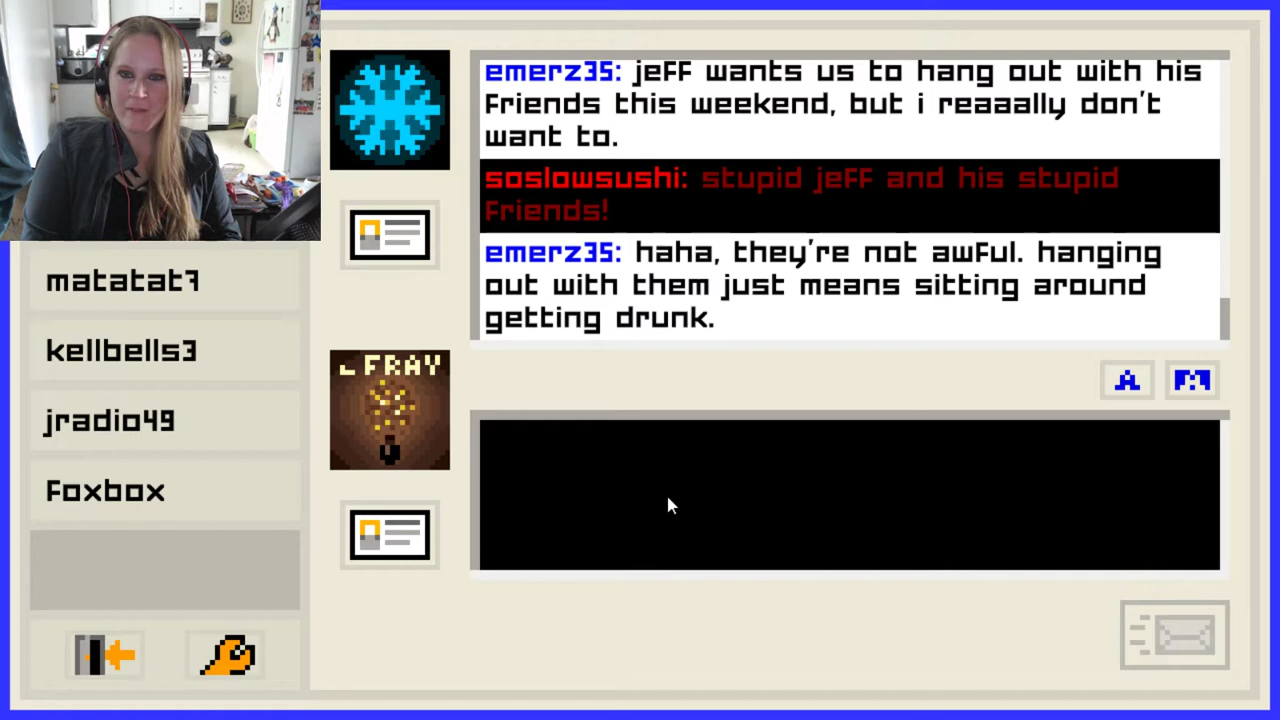 emerz35: jeff wants us to hang out with his
friends this weekend, but i reaaally don't
want to.
soslowsushi: stupid jeff and his stupid
friends!
emerz35: haha, they're not awful. hanging
out with them just means sitting around
getting drunk.
matatat7
kellbells3
jradio49
foxbox
FRAY
A